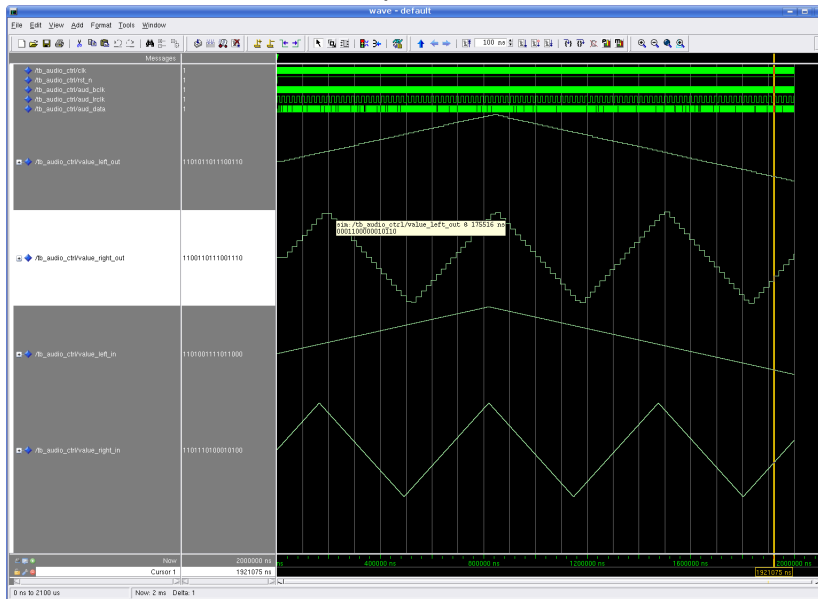 wave - default
File Edit View Add Format Tools Window
100 ns
Messages
/tb_audio_ctrl/clk 1
/tb_audio_ctrl/rst_n 1
/tb_audio_ctrl/aud_bclk 1
/tb_audio_ctrl/aud_lrclk 1
/tb_audio_ctrl/aud_data 1
/tb_audio_ctrl/value_left_out 1101011011100110
sim:/tb_audio_ctrl/value_left_out @ 175516 ns
0001100000010110
/tb_audio_ctrl/value_right_out 1100110111001110
/tb_audio_ctrl/value_left_in 1101001111011000
/tb_audio_ctrl/value_right_in 1101110100010100
Now 2000000 ns ns 400000 ns 800000 ns 1200000 ns 1600000 ns 2000000 ns
Cursor 1 1921075 ns 1921075 ns
0 ns to 2100 us Now: 2 ms Delta: 1